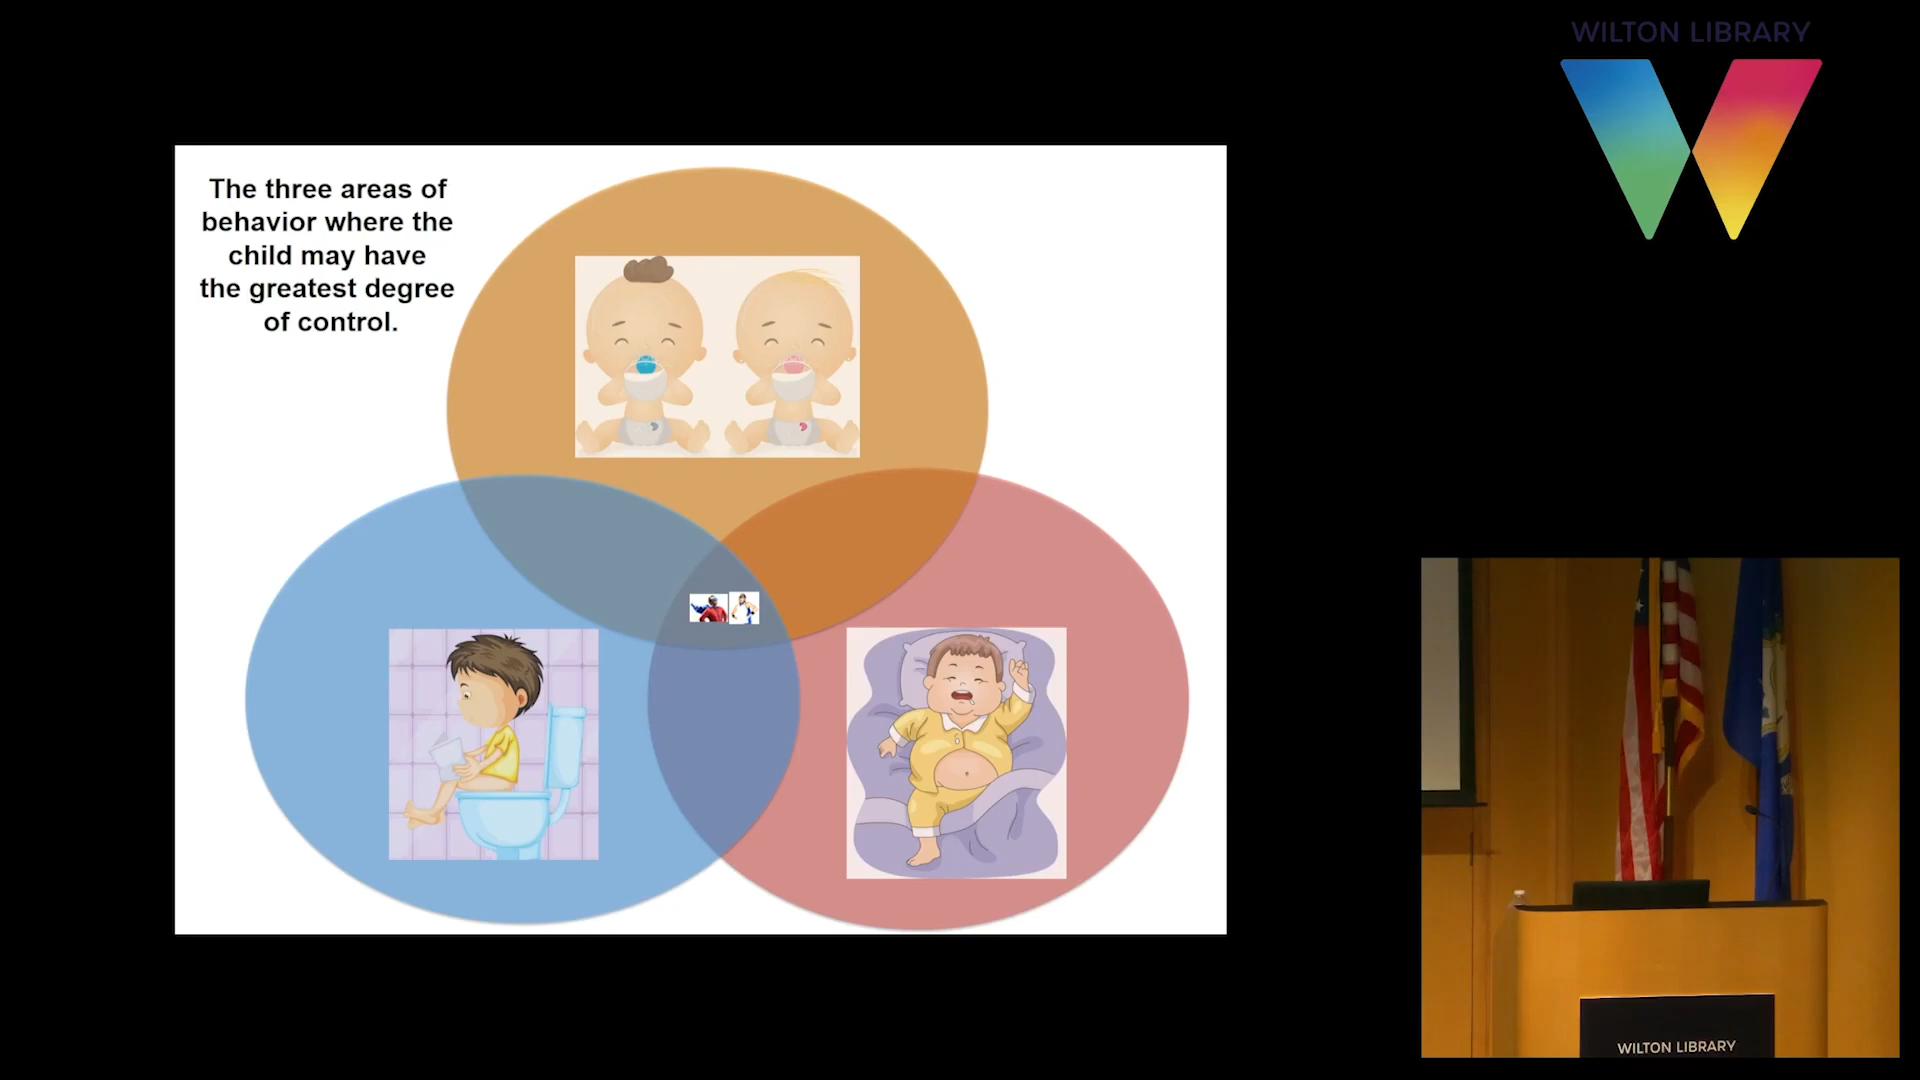 WILTON LIBRARY
The three areas of
behavior where the
child may have
the greatest degree
of control.
WILTON LIBRARY